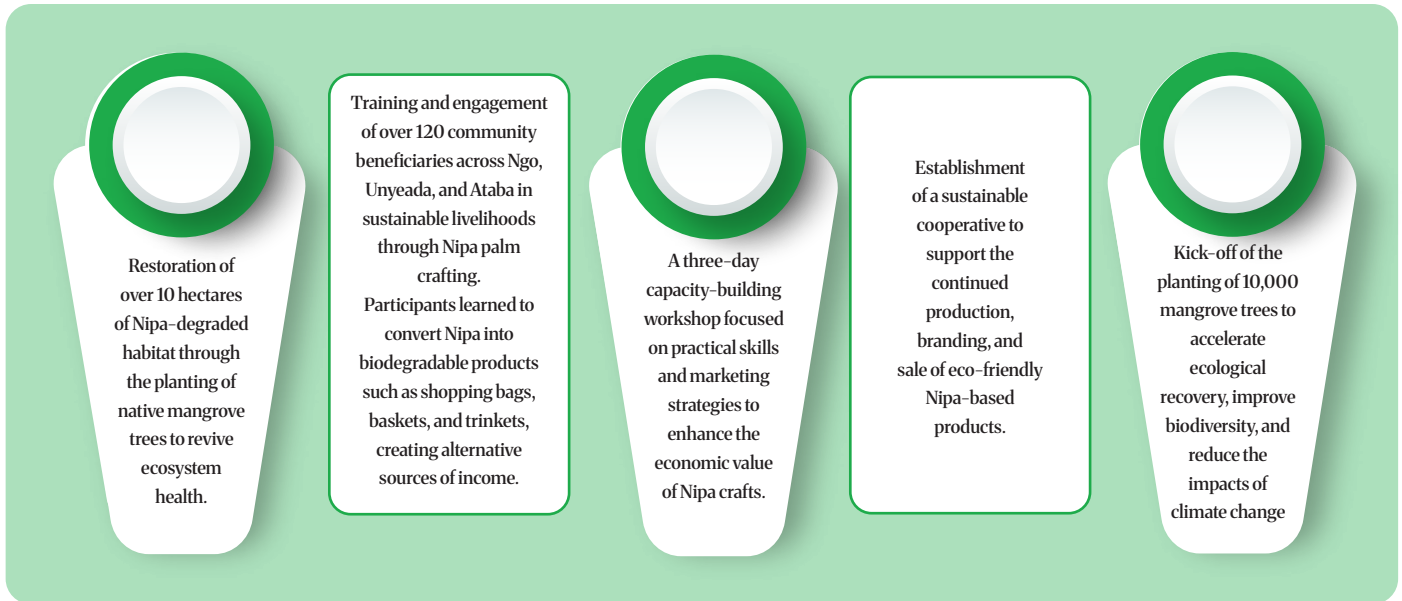 Restoration of
over 10 hectares
of Nipa-degraded
habitat through
the planting of
native mangrove
trees to revive
ecosystem
health.
Training and engagement
of over 120 community
beneficiaries across Ngo,
Unyeada, and Ataba in
sustainable livelihoods
through Nipa palm
crafting.
Participants learned to
convert Nipa into
biodegradable products
such as shopping bags,
baskets, and trinkets,
creating alternative
sources of income.
A three-day
capacity-building
workshop focused
on practical skills
and marketing
strategies to
enhance the
economic value
of Nipa crafts.
Establishment
of a sustainable
cooperative to
support the
continued
production,
branding, and
sale of eco-friendly
Nipa-based
products.
Kick-off of the
planting of 10,000
mangrove trees to
accelerate
ecological
recovery, improve
biodiversity, and
reduce the
impacts of
climate change